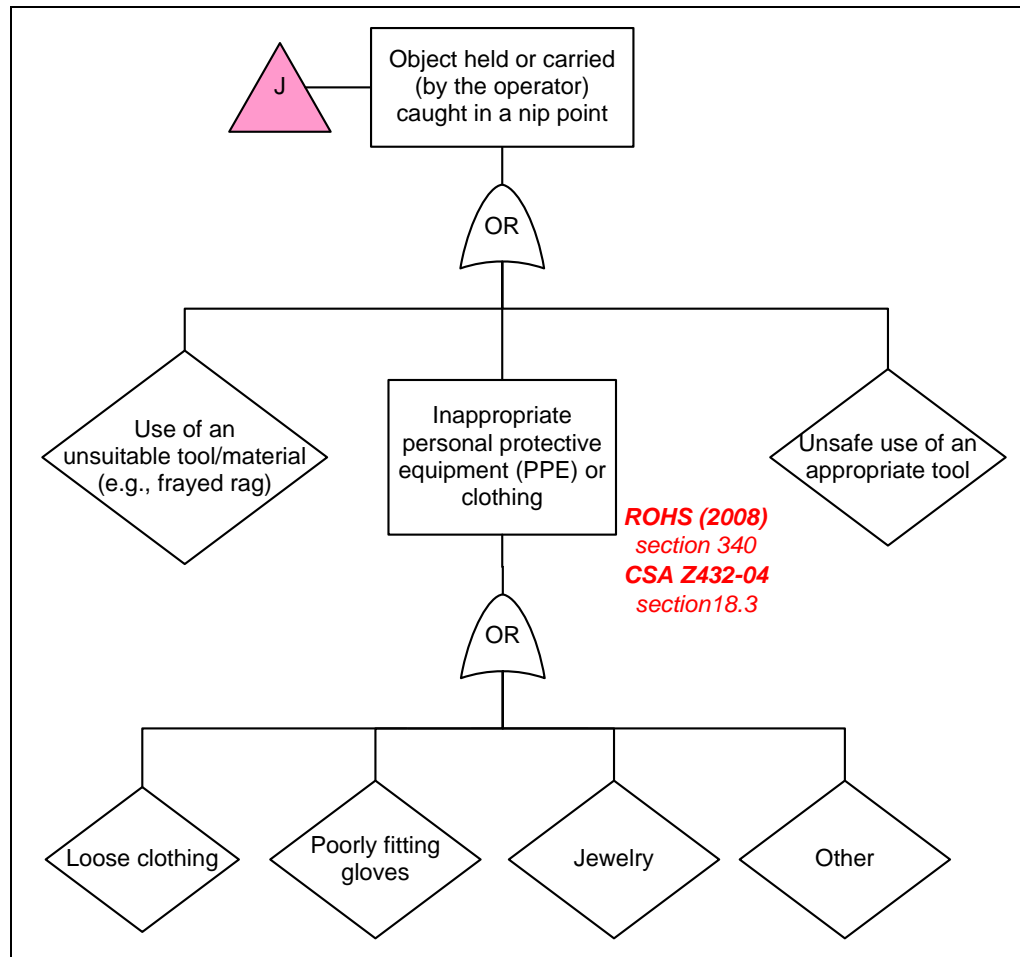 J
Object held or carried
(by the operator)
caught in a nip point
OR
Use of an
unsuitable tool/material
(e.g., frayed rag)
Inappropriate
personal protective
equipment (PPE) or
clothing
Unsafe use of an
appropriate tool
ROHS (2008)
section 340
CSA Z432-04
section18.3
OR
Loose clothing
Poorly fitting
gloves
Jewelry
Other